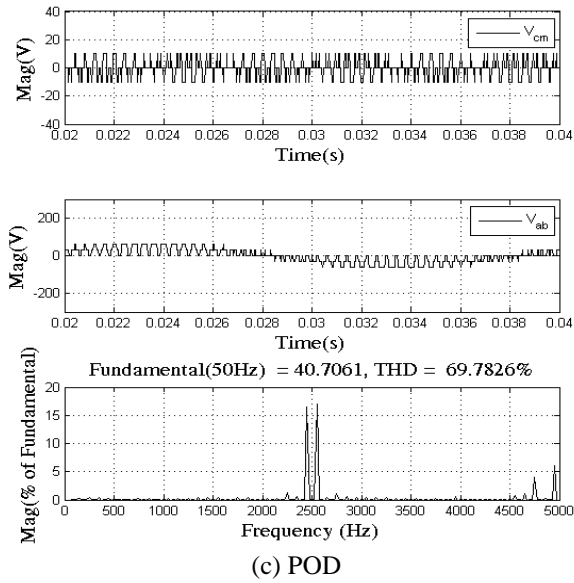 40
20
0
-20
-40
Mag(V)
V_cm
0.02 0.022 0.024 0.026 0.028 0.03 0.032 0.034 0.036 0.038 0.04
Time(s)
200
0
-200
Mag(V)
V_ab
0.02 0.022 0.024 0.026 0.028 0.03 0.032 0.034 0.036 0.038 0.04
Time(s)
Fundamental(50Hz) = 40.7061, THD = 69.7826%
20
15
10
5
0
Mag(% of Fundamental)
0 500 1000 1500 2000 2500 3000 3500 4000 4500 5000
Frequency (Hz)
(c) POD